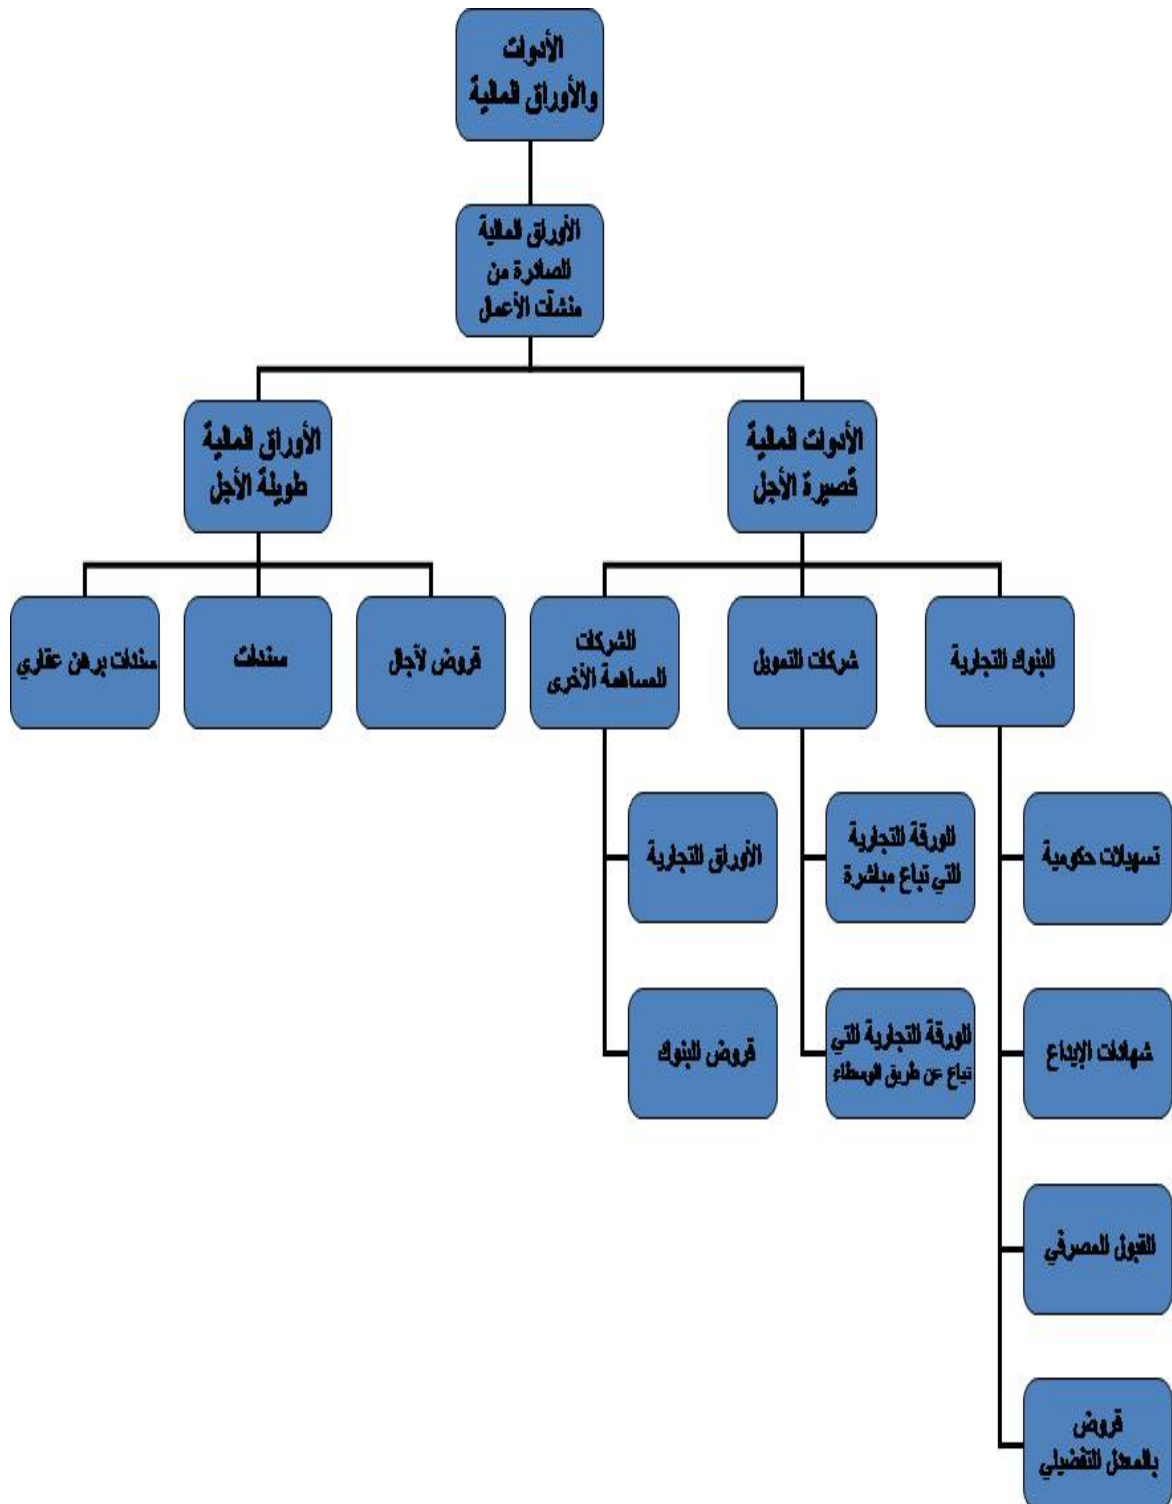 الأدوات
والأوراق المالية
الأوراق المالية
الصادرة من
منشآت الأعمال
الأدوات المالية
قصيرة الأجل
الأوراق المالية
طويلة الأجل
البنوك التجارية
شركات التمويل
الشركات
المساهمة الأخرى
قروض لآجال
سندات
سندات برهن عقاري
تسهيلات حكومية
الورقة التجارية
التي تباع مباشرة
الأوراق التجارية
شهادات الإيداع
الورقة التجارية التي
تباع عن طريق الوسطاء
قروض البنوك
القبول المصرفي
قروض
بالمعدل التفضيلي